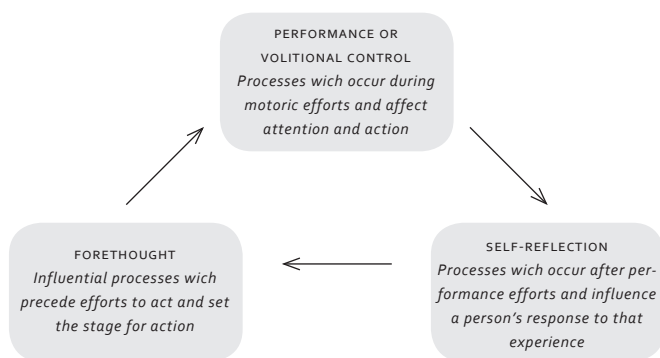 PERFORMANCE OR
VOLITIONAL CONTROL
Processes wich occur during
motoric efforts and affect
attention and action
FORETHOUGHT
Influential processes wich
precede efforts to act and set
the stage for action
SELF-REFLECTION
Processes wich occur after per-
formance efforts and influence
a person's response to that
experience